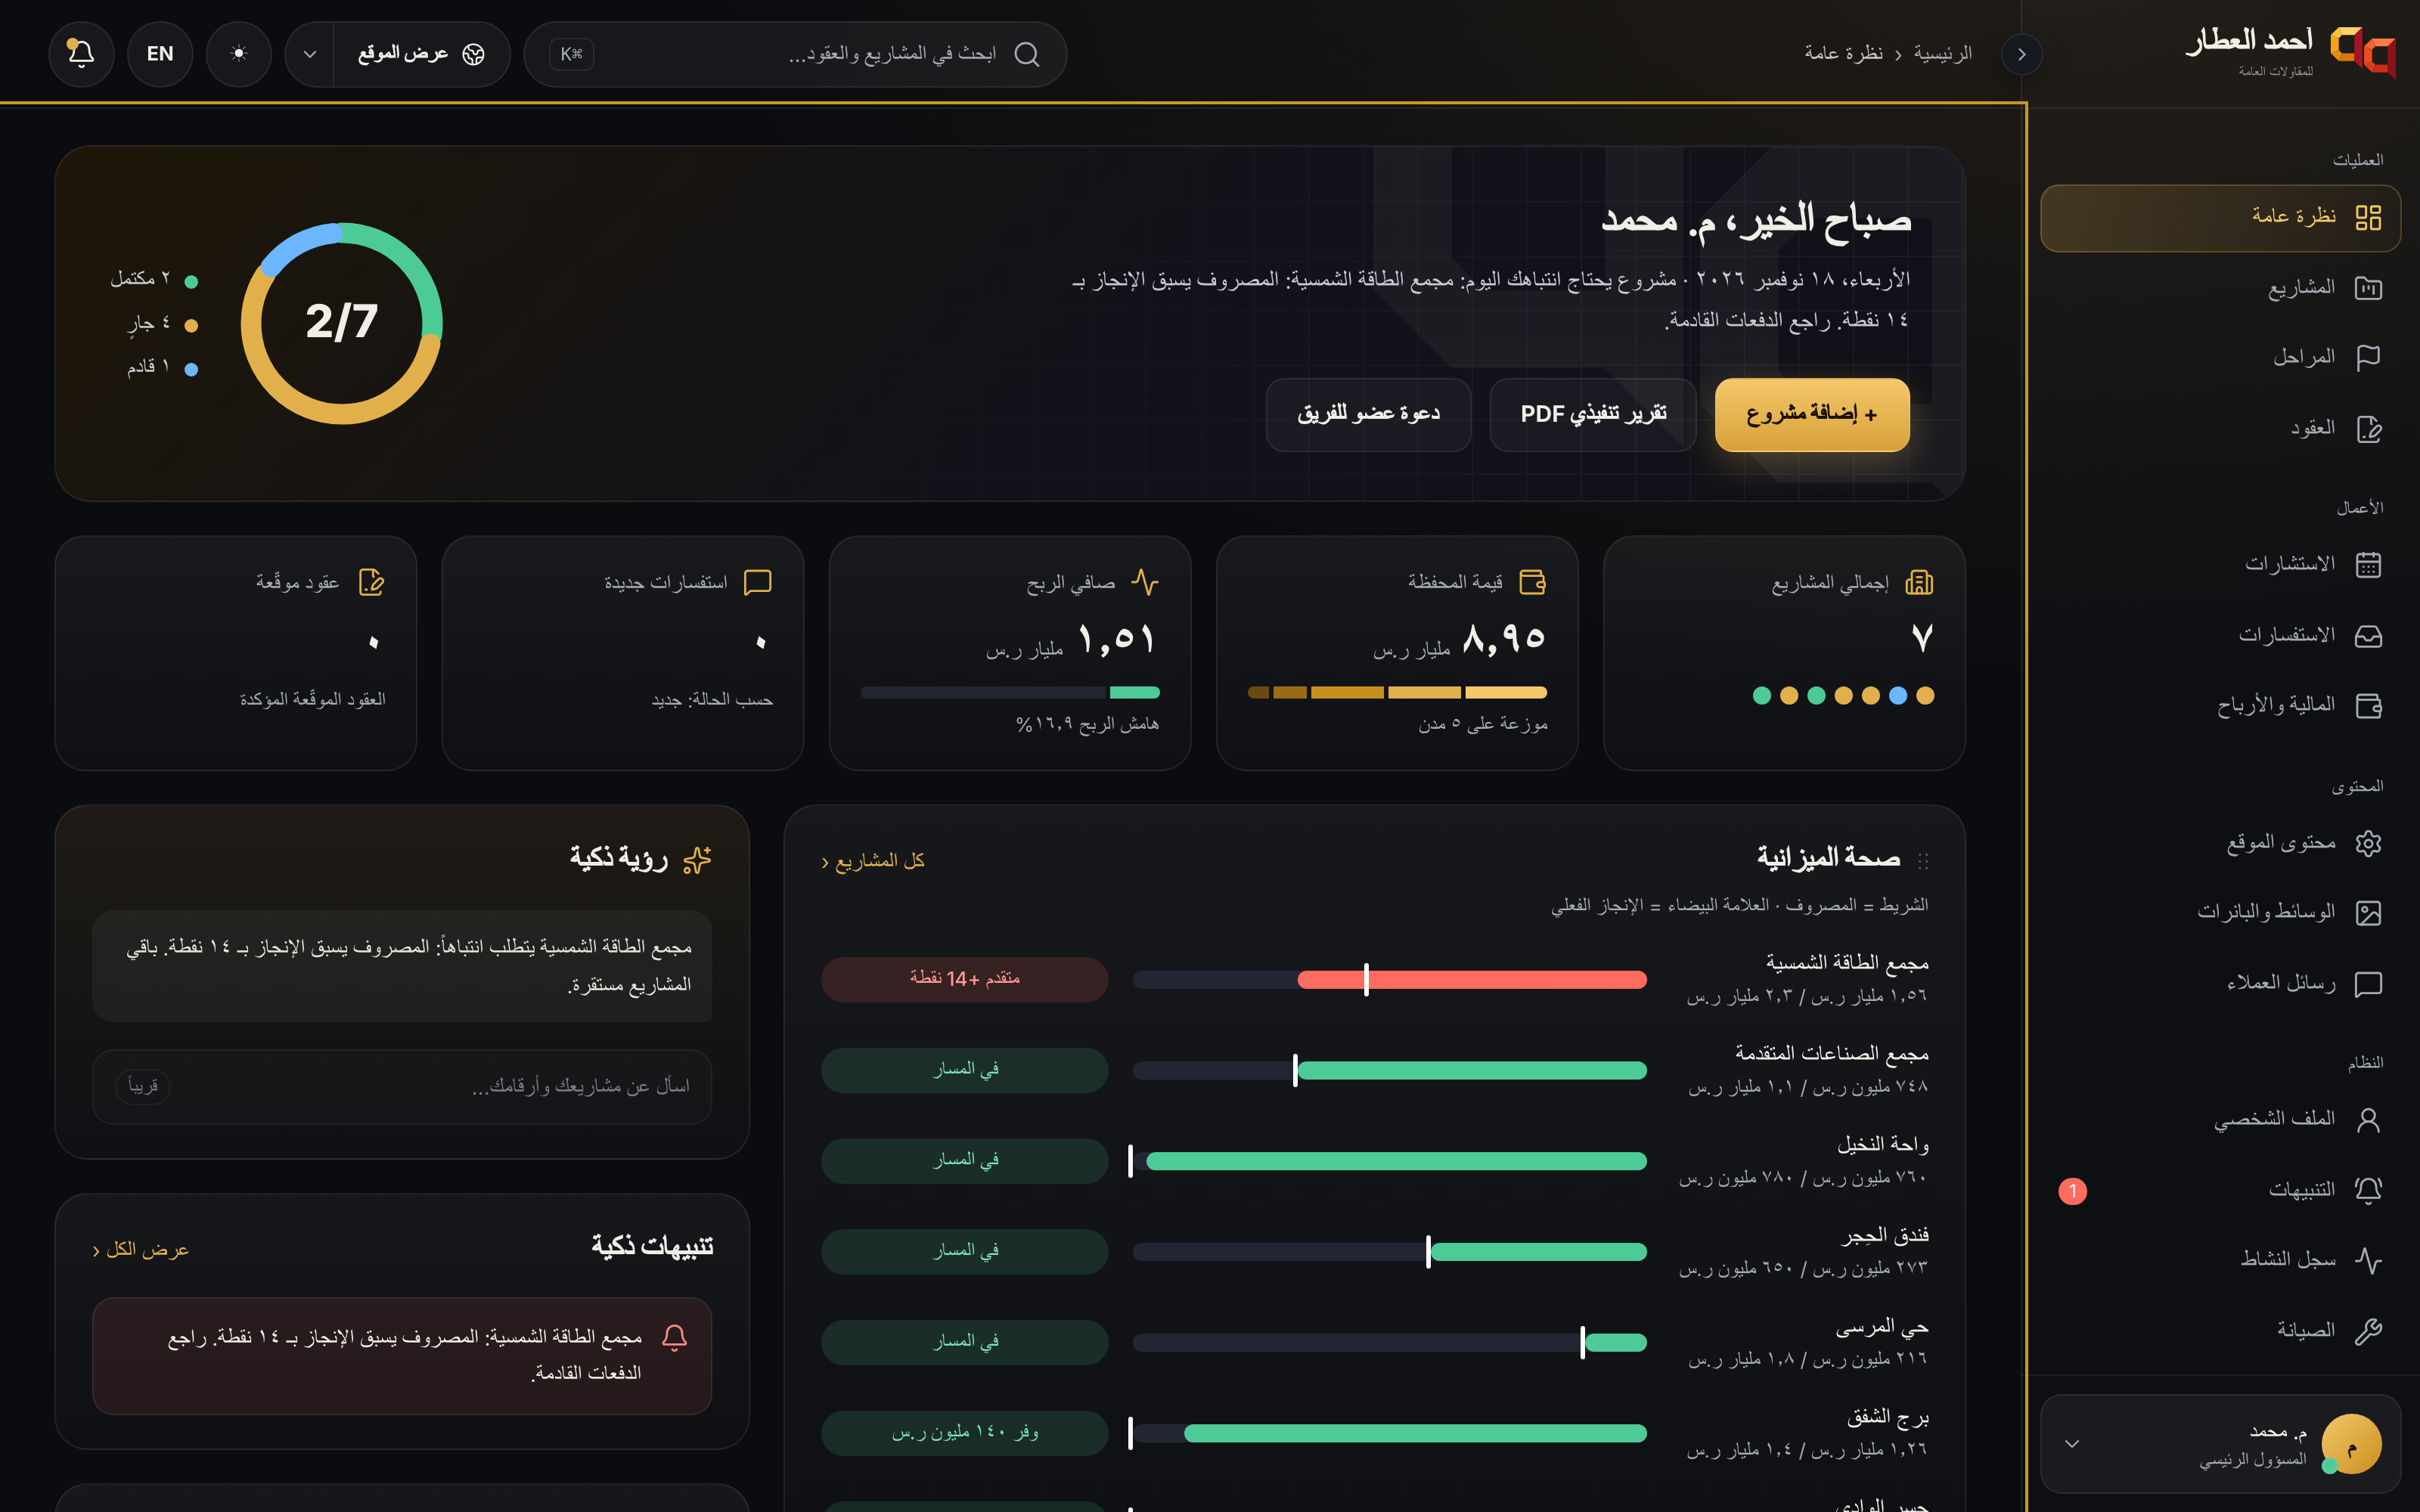 أحمد العطار
للمقاولات العامة
الرئيسية › نظرة عامة
ابحث في المشاريع والعقود...
⌘K
عرض الموقع
EN
العمليات
نظرة عامة
المشاريع
المراحل
العقود
الأعمال
الاستشارات
الاستفسارات
المالية والأرباح
المحتوى
محتوى الموقع
الوسائط والبانرات
رسائل العملاء
النظام
الملف الشخصي
التنبيهات
1
سجل النشاط
الصيانة
م
م. محمد
المسؤول الرئيسي
صباح الخير، م. محمد
الأربعاء، ١٨ نوفمبر ٢٠٢٦ · مشروع يحتاج انتباهك اليوم: مجمع الطاقة الشمسية: المصروف يسبق الإنجاز بـ
١٤ نقطة. راجع الدفعات القادمة.
+ إضافة مشروع
تقرير تنفيذي PDF
دعوة عضو للفريق
2/7
٢ مكتمل
٤ جارٍ
١ قادم
إجمالي المشاريع
٧
قيمة المحفظة
٨,٩٥ مليار ر.س
موزعة على ٥ مدن
صافي الربح
١,٥١ مليار ر.س
هامش الربح ١٦,٩%
استفسارات جديدة
٠
حسب الحالة: جديد
عقود موقّعة
٠
العقود الموقّعة المؤكدة
صحة الميزانية
كل المشاريع ›
الشريط = المصروف · العلامة البيضاء = الإنجاز الفعلي
مجمع الطاقة الشمسية
١,٥٦ مليار ر.س / ٢,٣ مليار ر.س
متقدم +14 نقطة
مجمع الصناعات المتقدمة
٧٤٨ مليون ر.س / ١,١ مليار ر.س
في المسار
واحة النخيل
٧٦٠ مليون ر.س / ٧٨٠ مليون ر.س
في المسار
فندق الحِجر
٢٧٣ مليون ر.س / ٦٥٠ مليون ر.س
في المسار
حي المرسى
٢١٦ مليون ر.س / ١,٨ مليار ر.س
في المسار
برج الشفق
١,٢٦ مليار ر.س / ١,٤ مليار ر.س
وفر ١٤٠ مليون ر.س
جسر الوادي
رؤية ذكية
مجمع الطاقة الشمسية يتطلب انتباهاً: المصروف يسبق الإنجاز بـ ١٤ نقطة. باقي
المشاريع مستقرة.
اسأل عن مشاريعك وأرقامك...
قريباً
تنبيهات ذكية
عرض الكل ›
مجمع الطاقة الشمسية: المصروف يسبق الإنجاز بـ ١٤ نقطة. راجع
الدفعات القادمة.